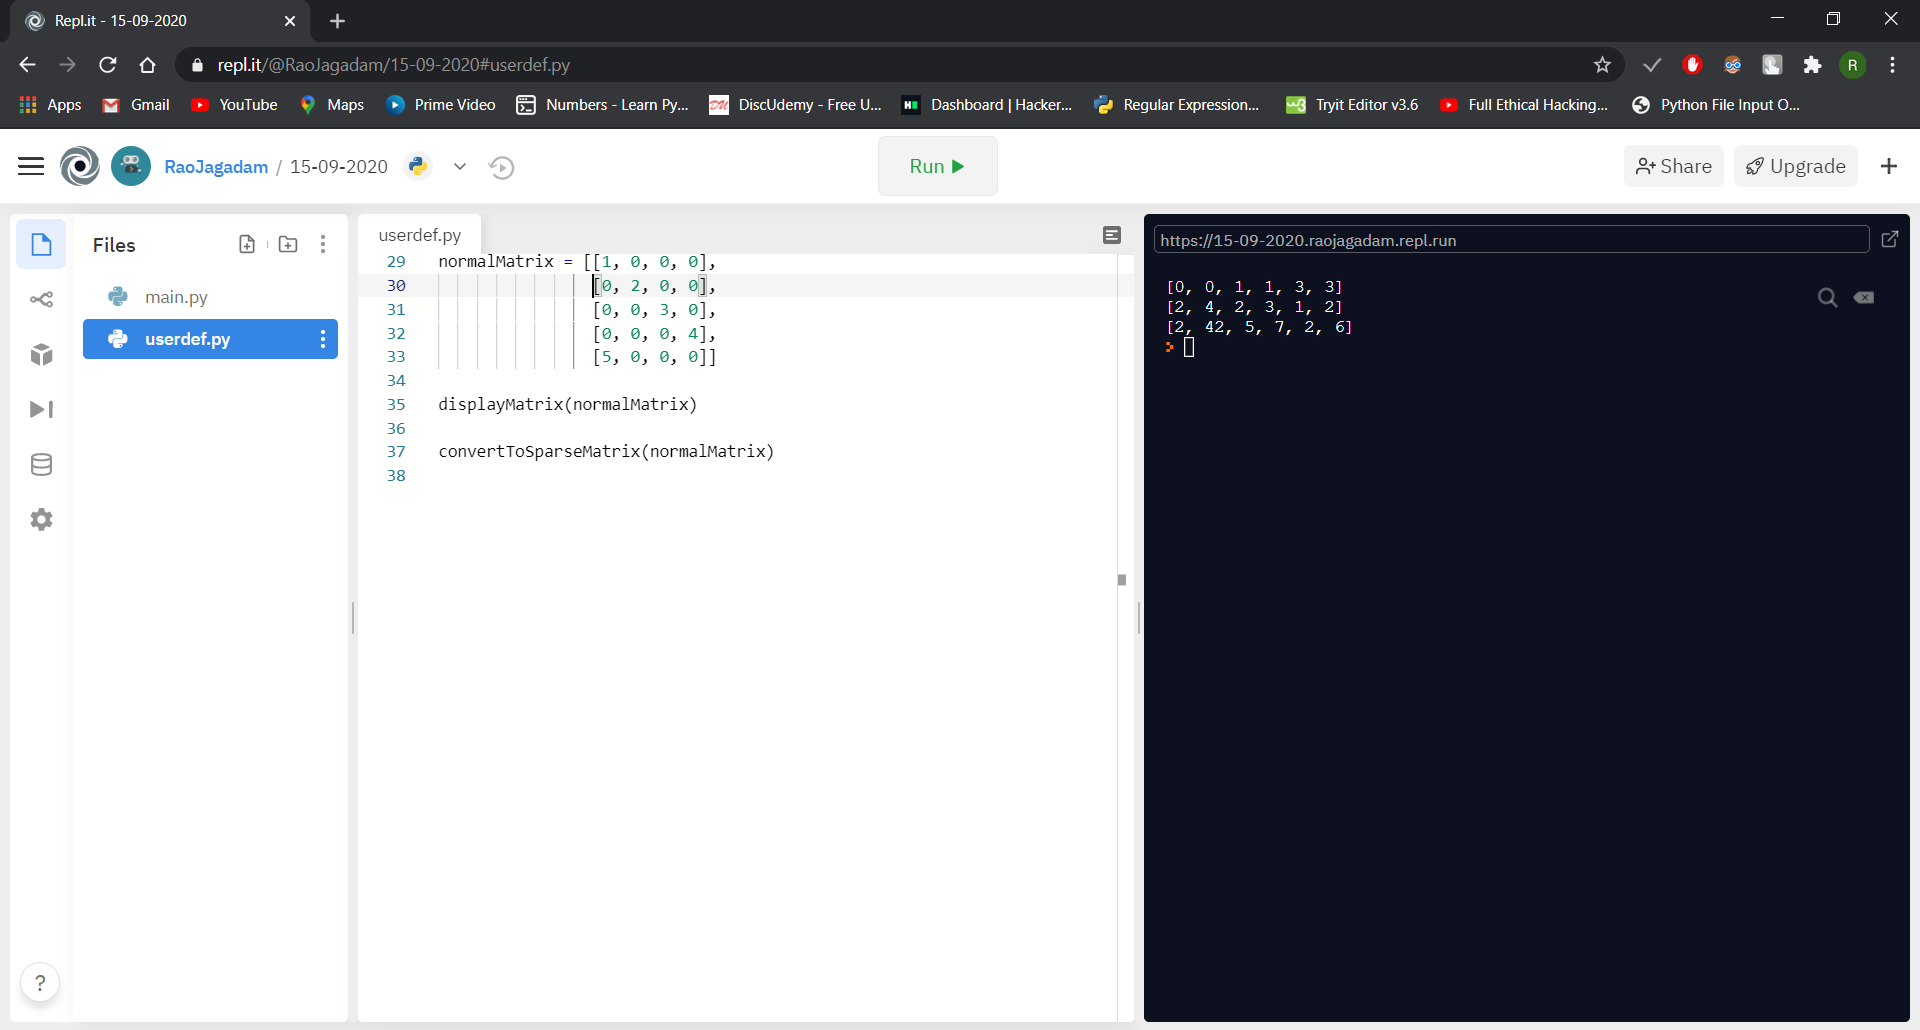 Repl.it - 15-09-2020
repl.it/@RaoJagadam/15-09-2020#userdef.py
R
Apps
Gmail
YouTube
Maps
Prime Video
Numbers - Learn Py...
DU
DiscUdemy - Free U...
Dashboard | Hacker...
Regular Expression...
Tryit Editor v3.6
Full Ethical Hacking...
Python File Input O...
RaoJagadam / 15-09-2020
Run
Share
Upgrade
Files
main.py
userdef.py
?
userdef.py
29 normalMatrix = [[1, 0, 0, 0],
30 [0, 2, 0, 0],
31 [0, 0, 3, 0],
32 [0, 0, 0, 4],
33 [5, 0, 0, 0]]
34
35 displayMatrix(normalMatrix)
36
37 convertToSparseMatrix(normalMatrix)
38
https://15-09-2020.raojagadam.repl.run
[0, 0, 1, 1, 3, 3]
[2, 4, 2, 3, 1, 2]
[2, 42, 5, 7, 2, 6]
>